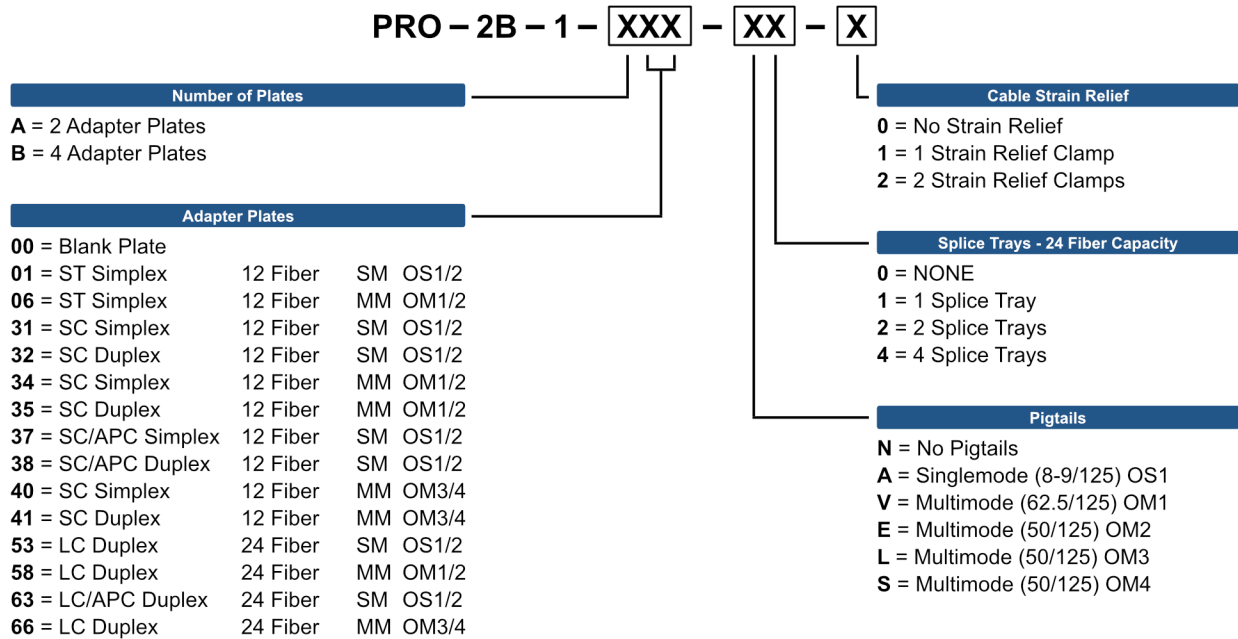 PRO – 2B – 1 – XXX – XX – X
Number of Plates
A = 2 Adapter Plates
B = 4 Adapter Plates
Adapter Plates
00 = Blank Plate
01 = ST Simplex 12 Fiber SM OS1/2
06 = ST Simplex 12 Fiber MM OM1/2
31 = SC Simplex 12 Fiber SM OS1/2
32 = SC Duplex 12 Fiber SM OS1/2
34 = SC Simplex 12 Fiber MM OM1/2
35 = SC Duplex 12 Fiber MM OM1/2
37 = SC/APC Simplex 12 Fiber SM OS1/2
38 = SC/APC Duplex 12 Fiber SM OS1/2
40 = SC Simplex 12 Fiber MM OM3/4
41 = SC Duplex 12 Fiber MM OM3/4
53 = LC Duplex 24 Fiber SM OS1/2
58 = LC Duplex 24 Fiber MM OM1/2
63 = LC/APC Duplex 24 Fiber SM OS1/2
66 = LC Duplex 24 Fiber MM OM3/4
Cable Strain Relief
0 = No Strain Relief
1 = 1 Strain Relief Clamp
2 = 2 Strain Relief Clamps
Splice Trays - 24 Fiber Capacity
0 = NONE
1 = 1 Splice Tray
2 = 2 Splice Trays
4 = 4 Splice Trays
Pigtails
N = No Pigtails
A = Singlemode (8-9/125) OS1
V = Multimode (62.5/125) OM1
E = Multimode (50/125) OM2
L = Multimode (50/125) OM3
S = Multimode (50/125) OM4